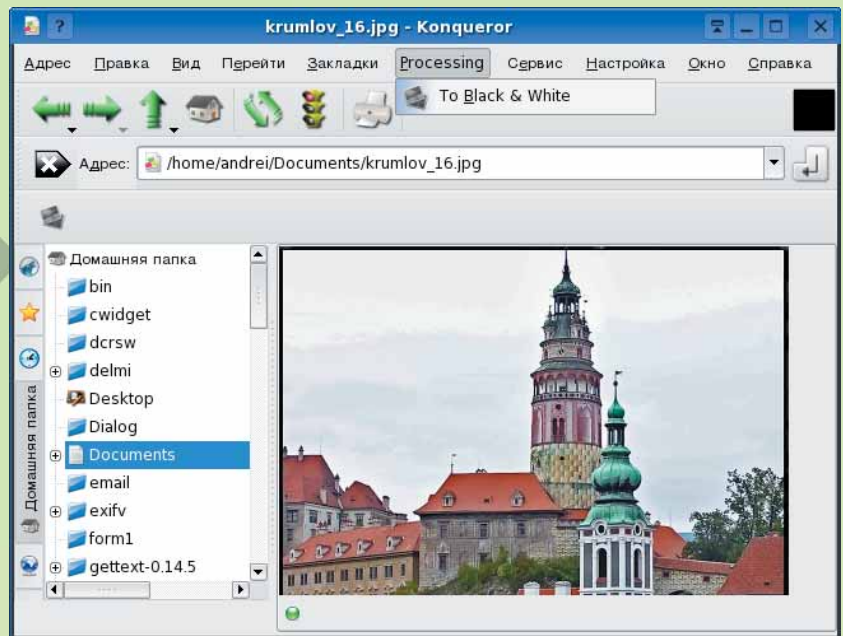 krumlov_16.jpg - Konqueror
Адрес Правка Вид Перейти Закладки Processing Сервис Настройка Окно Справка
To Black & White
Адрес: /home/andrei/Documents/krumlov_16.jpg
Домашняя папка
Домашняя папка
bin
cwidget
dcrsw
delmi
Desktop
Dialog
Documents
email
exifv
form1
gettext-0.14.5